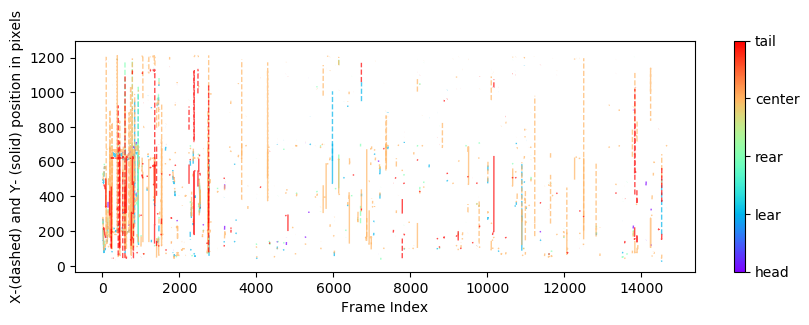 X-(dashed) and Y- (solid) position in pixels
1200
1000
800
600
400
200
0
0 2000 4000 6000 8000 10000 12000 14000
Frame Index
tail
center
rear
lear
head